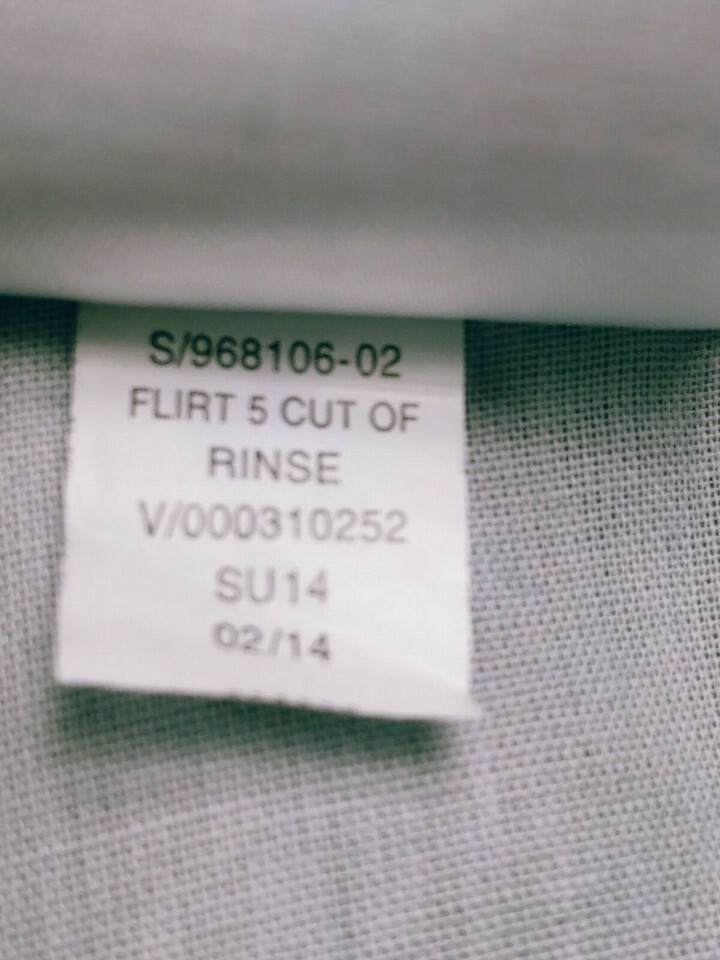 S/968106-02
FLIRT 5 CUT OF
RINSE
V/000310252
SU14
02/14